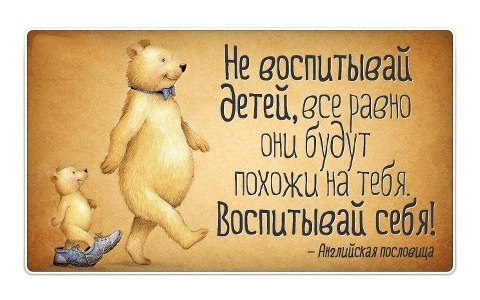 Не воспитывай
детей, все равно
они будут
похожи на тебя.
Воспитывай себя!
– Английская пословица